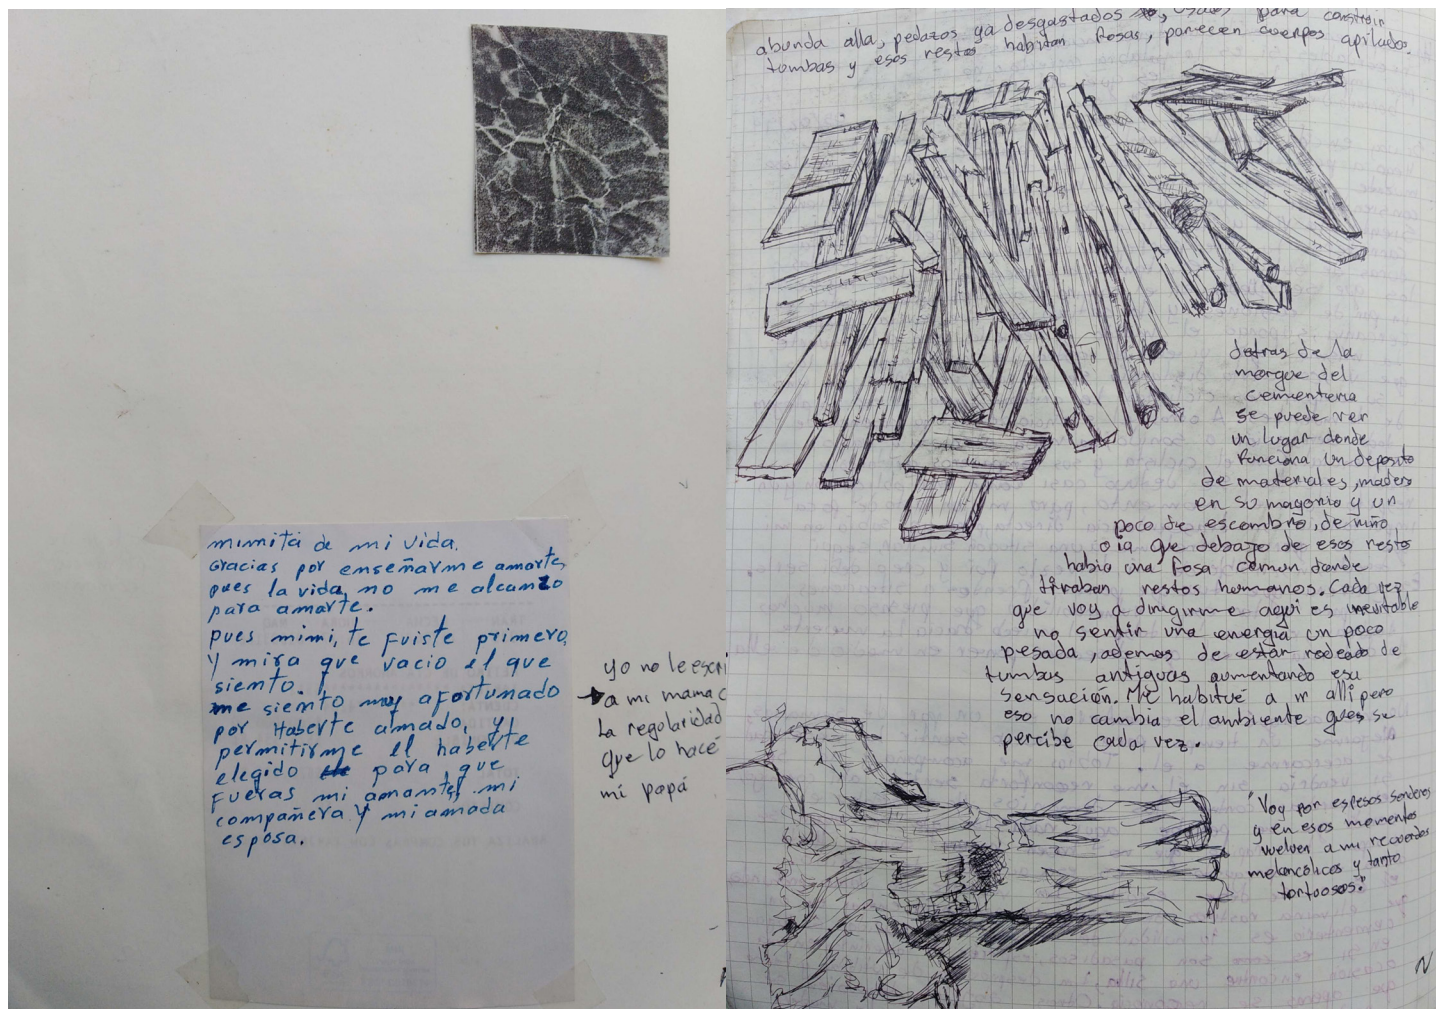 mimita de mi vida.
Gracias por enseñarme amarte,
pues la vida no me alcanzo
para amarte.
pues mimi, te fuiste primero,
y mira que vacio el que
siento.
me siento muy afortunado
por Haberte amado, y
permitirme el haberte
elegido para que
fueras mi amante, mi
compañera y mi amada
esposa.
yo no le escri
a mi mama c
La regolaridad
que lo hace
mi papá
abunda alla, pedazos ya desgastados, usados para construir
tumbas y esos restos habitan fosas, parecen cuerpos apilados.
detras de la
morgue del
cementerio
se puede ver
un lugar donde
funciona un deposito
de materiales, madera
en su mayoria y un
poco de escombro, de niño
oia que debajo de esos restos
habia una fosa comun donde
tiraban restos humanos. Cada vez
que voy a dirigirme aqui es inevitable
no sentir una energia un poco
pesada, ademas de estar rodeado de
tumbas antiguas aumentando esa
sensación. Me habitué a ir alli pero
eso no cambia el ambiente que se
percibe cada vez.
"Voy por espesos senderos
y en esos momentos
vuelven a mi recuerdos
melancólicos y tanto
tortuosos."
N